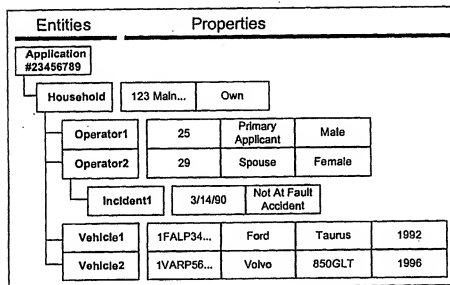 Entities Properties
Application
#23456789
Household 123 Main... Own
Operator1 25 Primary Applicant Male
Operator2 29 Spouse Female
Incident1 3/14/90 Not At Fault Accident
Vehicle1 1FALP34... Ford Taurus 1992
Vehicle2 1VARP56... Volvo 850GLT 1996